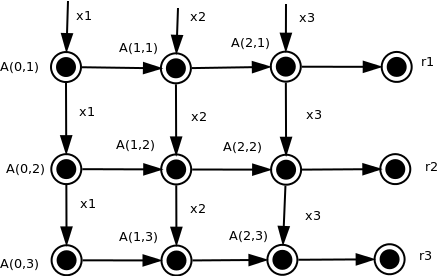 x1 x2 x3
A(0,1) A(1,1) A(2,1) r1
x1 x2 x3
A(0,2) A(1,2) A(2,2) r2
x1 x2 x3
A(0,3) A(1,3) A(2,3) r3